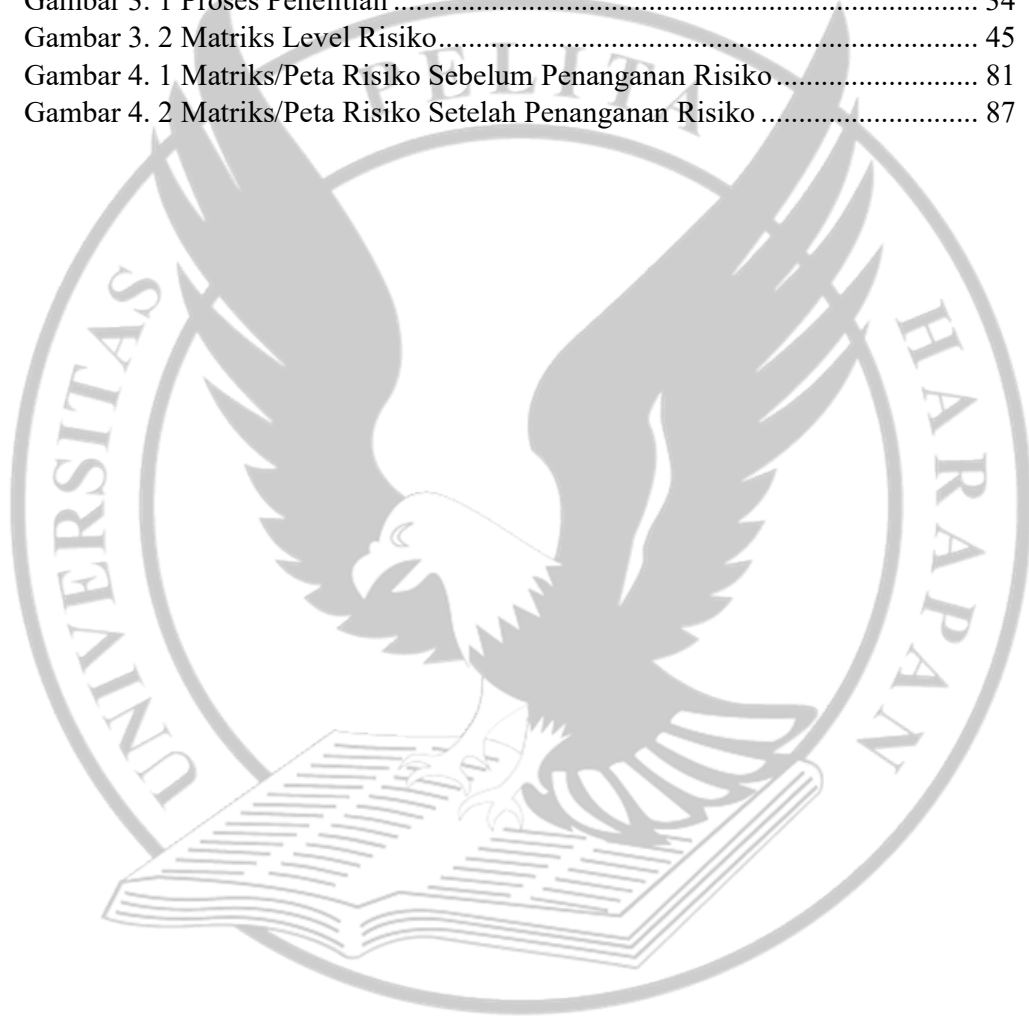 Gambar 3. 1 Proses Penelitian ........................................................................... 34
Gambar 3. 2 Matriks Level Risiko..................................................................... 45
Gambar 4. 1 Matriks/Peta Risiko Sebelum Penanganan Risiko .......................... 81
Gambar 4. 2 Matriks/Peta Risiko Setelah Penanganan Risiko ............................ 87
UNIVERSITAS
PELITA
HARAPAN